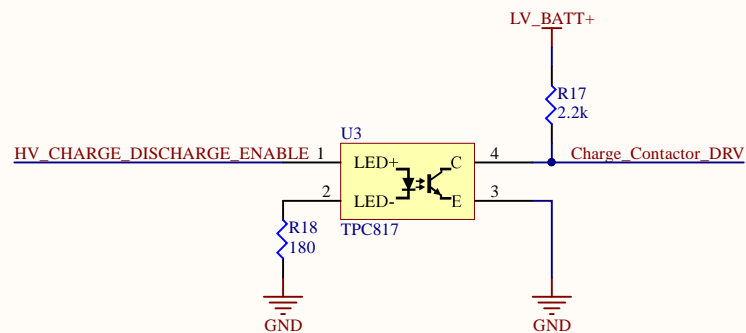 LV_BATT+
R17
2.2k
U3
HV_CHARGE_DISCHARGE_ENABLE
1
LED+
C
4
Charge_Contactor_DRV
2
LED-
E
3
R18
180
TPC817
GND
GND